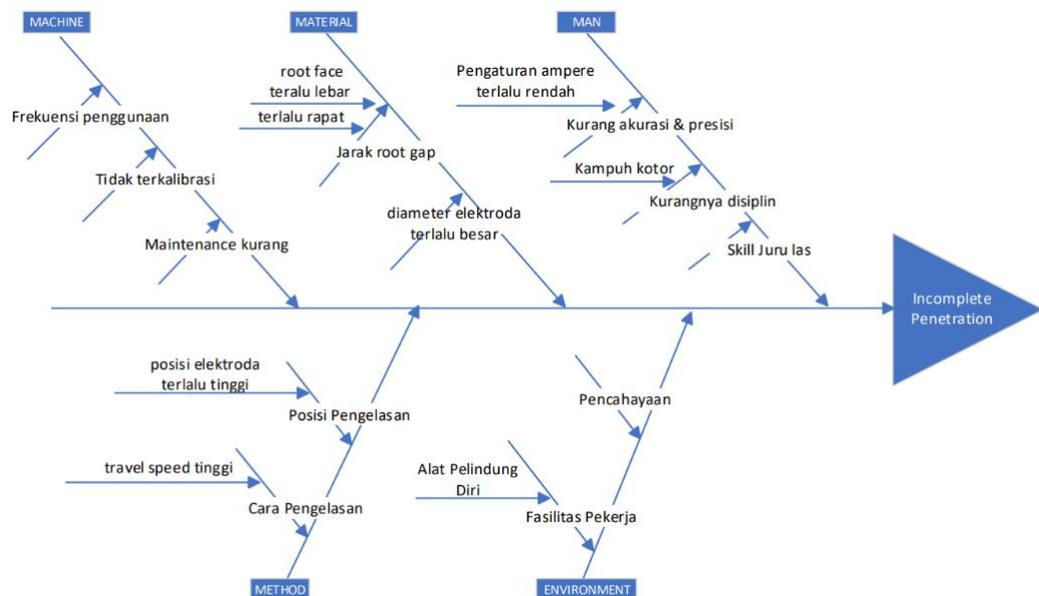 MACHINE
MATERIAL
MAN
root face
teralu lebar
terlalu rapat
Jarak root gap
diameter elektroda
terlalu besar
Frekuensi penggunaan
Tidak terkalibrasi
Maintenance kurang
Pengaturan ampere
terlalu rendah
Kurang akurasi & presisi
Kampuh kotor
Kurangnya disiplin
Skill Juru las
Incomplete
Penetration
posisi elektroda
terlalu tinggi
Posisi Pengelasan
travel speed tinggi
Cara Pengelasan
Pencahayaan
Alat Pelindung
Diri
Fasilitas Pekerja
METHOD
ENVIRONMENT